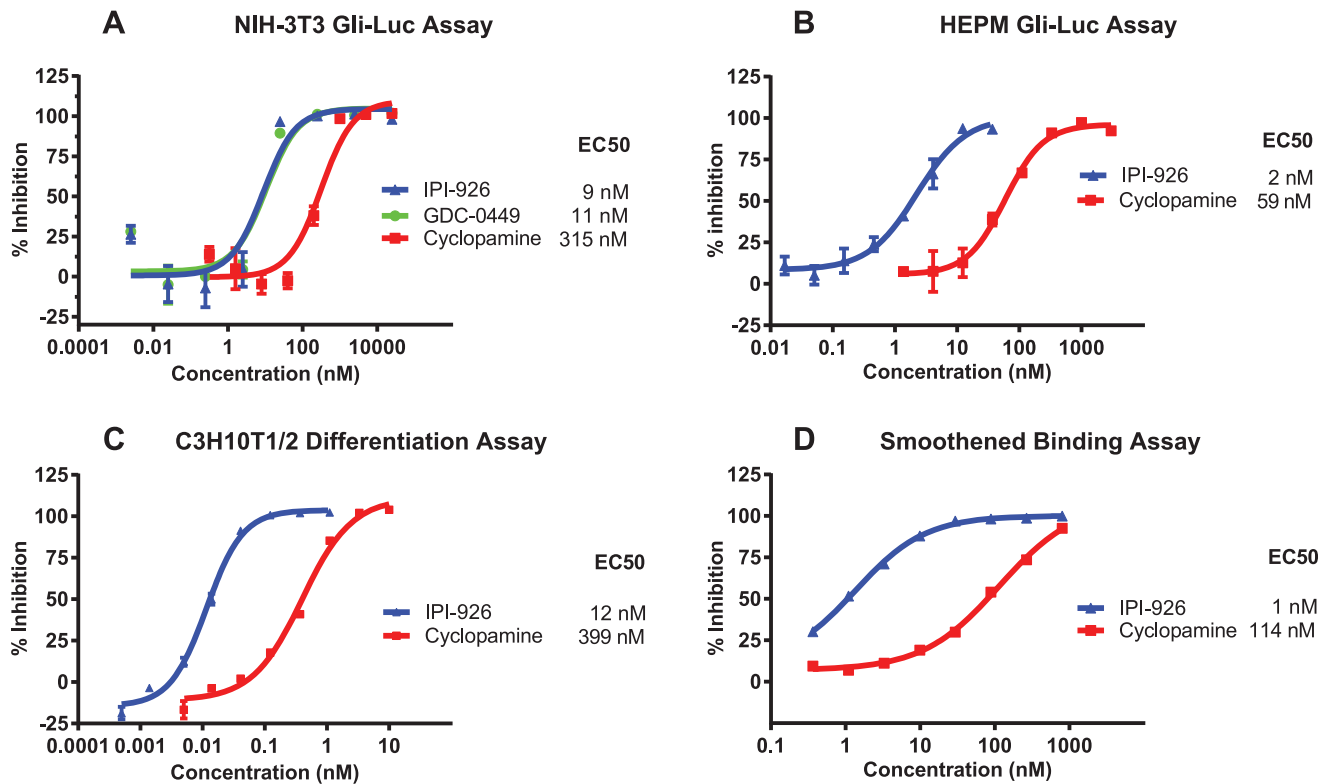 A NIH-3T3 Gli-Luc Assay
125
100
75
50
25
0
-25
% Inhibition
0.0001 0.01 1 100 10000
Concentration (nM)
EC50
IPI-926 9 nM
GDC-0449 11 nM
Cyclopamine 315 nM
B HEPM Gli-Luc Assay
125
100
75
50
25
0
-25
% inhibition
0.01 0.1 1 10 100 1000
Concentration (nM)
EC50
IPI-926 2 nM
Cyclopamine 59 nM
C C3H10T1/2 Differentiation Assay
125
100
75
50
25
0
-25
% Inhibition
0.0001 0.001 0.01 0.1 1 10
Concentration (nM)
EC50
IPI-926 12 nM
Cyclopamine 399 nM
D Smoothened Binding Assay
125
100
75
50
25
0
-25
% Inhibition
0.1 1 10 100 1000
Concentration (nM)
EC50
IPI-926 1 nM
Cyclopamine 114 nM